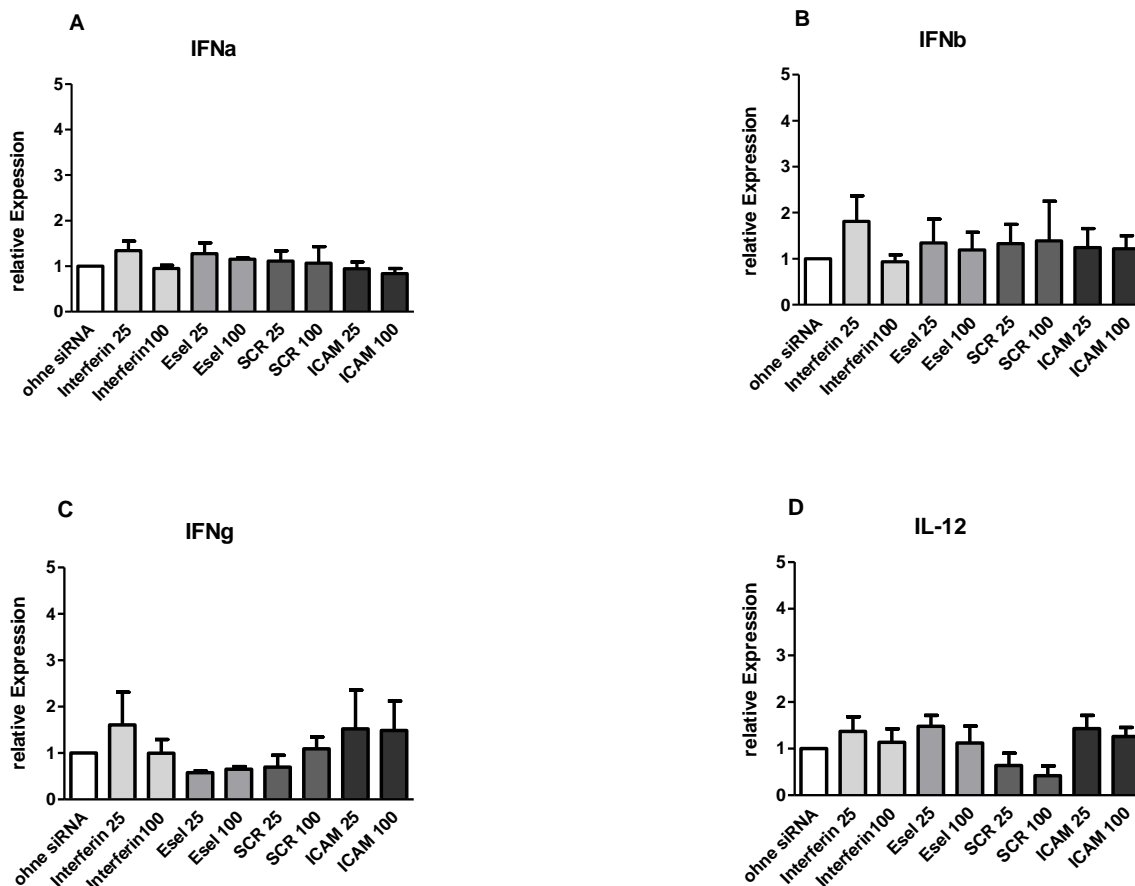 A
IFNa
relative Expession
5
4
3
2
1
0
ohne siRNA
Interferin 25
Interferin100
Esel 25
Esel 100
SCR 25
SCR 100
ICAM 25
ICAM 100
B
IFNb
relative Expression
5
4
3
2
1
0
ohne siRNA
Interferin 25
Interferin100
Esel 25
Esel 100
SCR 25
SCR 100
ICAM 25
ICAM 100
C
IFNg
relative Expression
5
4
3
2
1
0
ohne siRNA
Interferin 25
Interferin100
Esel 25
Esel 100
SCR 25
SCR 100
ICAM 25
ICAM 100
D
IL-12
relative Expression
5
4
3
2
1
0
ohne siRNA
Interferin 25
Interferin100
Esel 25
Esel 100
SCR 25
SCR 100
ICAM 25
ICAM 100